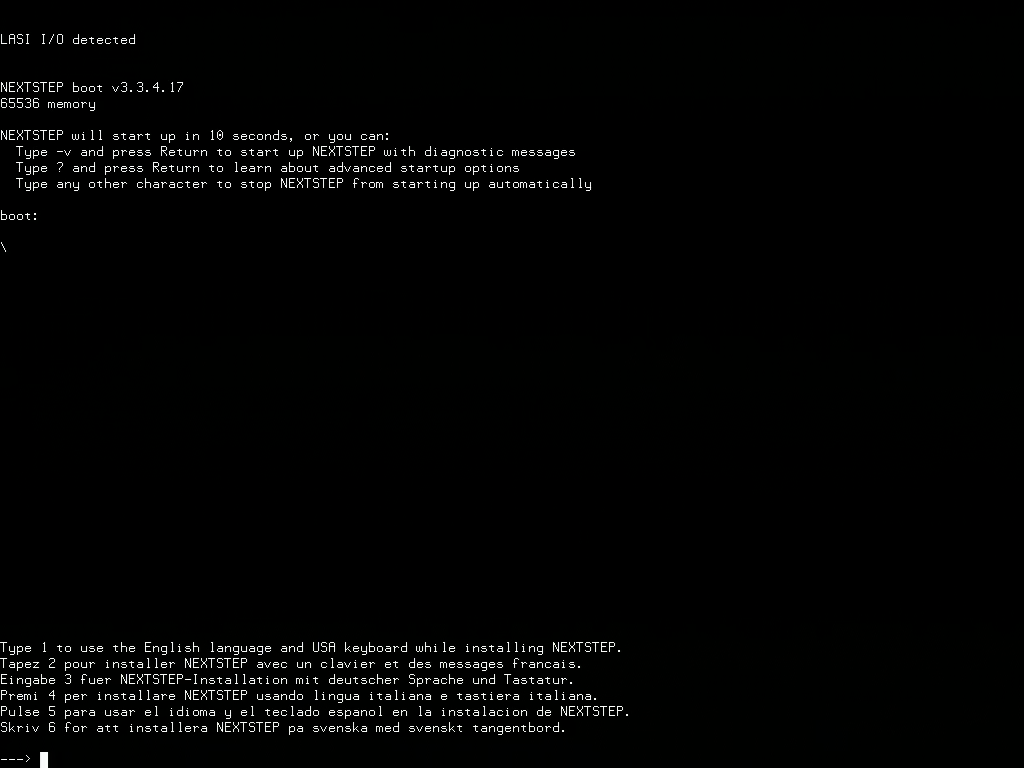 LASI I/O detected
NEXTSTEP boot v3.3.4.17
65536 memory
NEXTSTEP will start up in 10 seconds, or you can:
Type -v and press Return to start up NEXTSTEP with diagnostic messages
Type ? and press Return to learn about advanced startup options
Type any other character to stop NEXTSTEP from starting up automatically
boot:
\
Type 1 to use the English language and USA keyboard while installing NEXTSTEP.
Tapez 2 pour installer NEXTSTEP avec un clavier et des messages francais.
Eingabe 3 fuer NEXTSTEP-Installation mit deutscher Sprache und Tastatur.
Premi 4 per installare NEXTSTEP usando lingua italiana e tastiera italiana.
Pulse 5 para usar el idioma y el teclado espanol en la instalacion de NEXTSTEP.
Skriv 6 for att installera NEXTSTEP pa svenska med svenskt tangentbord.
--->